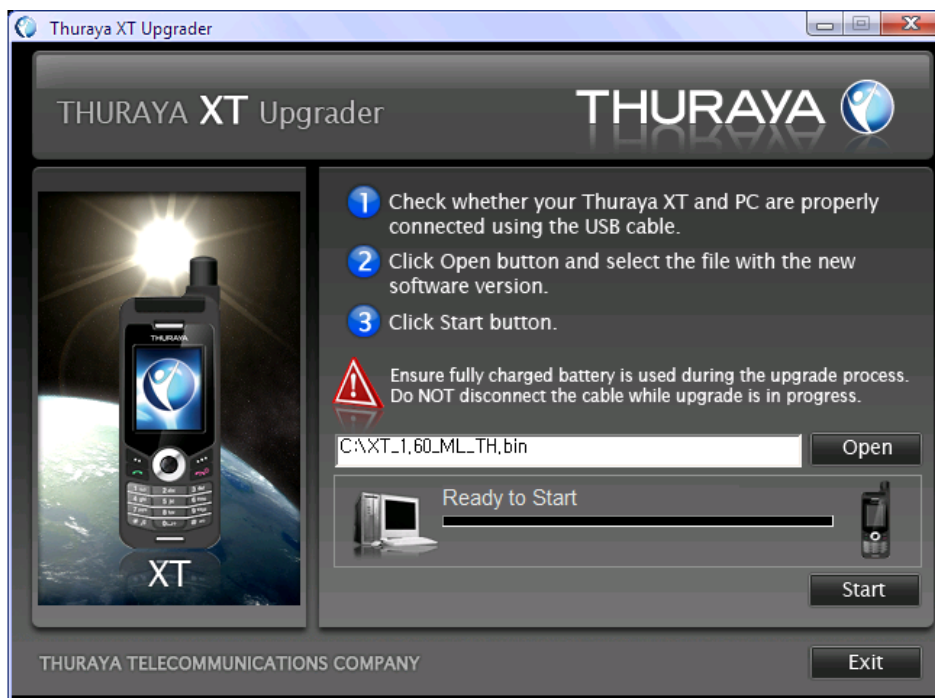 Thuraya XT Upgrader
THURAYA XT Upgrader
THURAYA
1 Check whether your Thuraya XT and PC are properly
connected using the USB cable.
2 Click Open button and select the file with the new
software version.
3 Click Start button.
THURAYA
Ensure fully charged battery is used during the upgrade process.
Do NOT disconnect the cable while upgrade is in progress.
C:\XT_1,60_ML_TH,bin
Open
Ready to Start
XT
Start
THURAYA TELECOMMUNICATIONS COMPANY
Exit